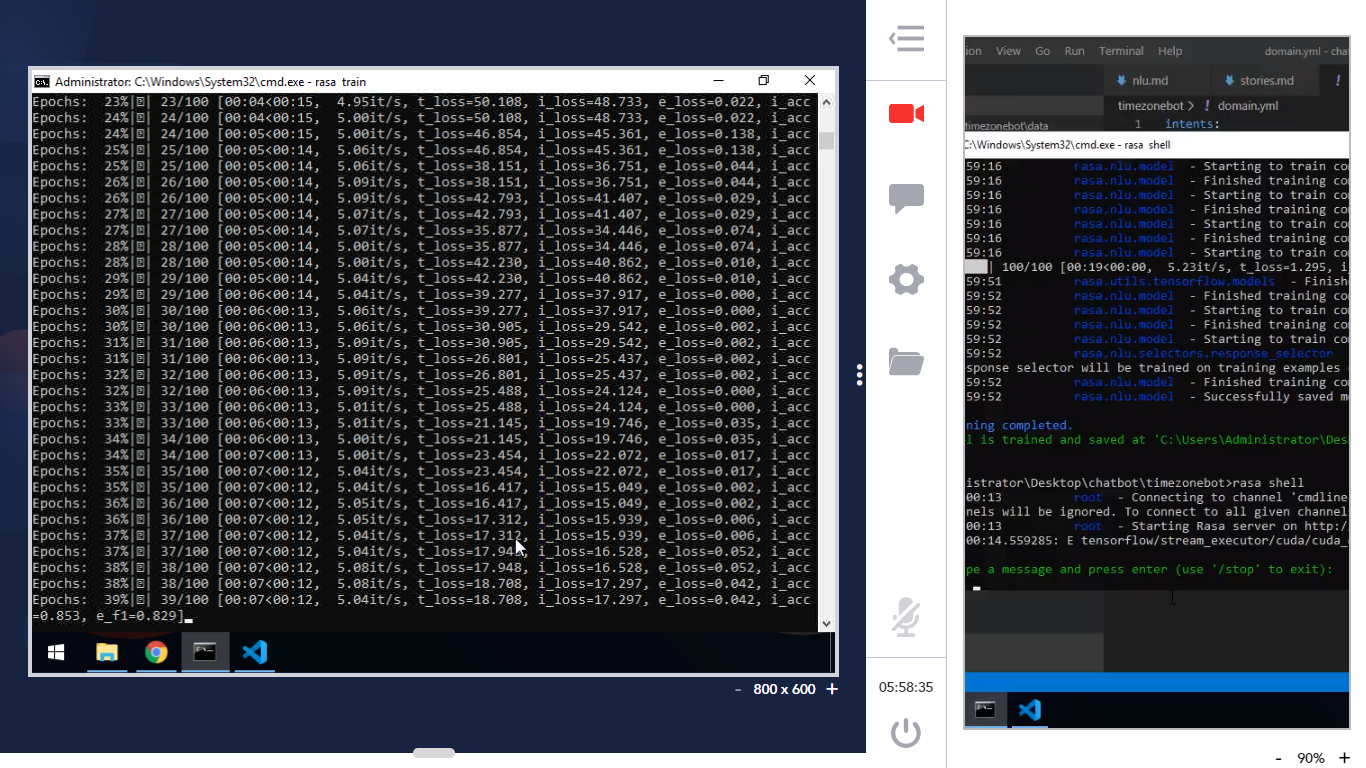 Administrator: C:\Windows\System32\cmd.exe - rasa train
Epochs: 23%| | 23/100 [00:04<00:15, 4.95it/s, t_loss=50.108, i_loss=48.733, e_loss=0.022, i_acc
Epochs: 24%| | 24/100 [00:04<00:15, 5.00it/s, t_loss=50.108, i_loss=48.733, e_loss=0.022, i_acc
Epochs: 24%| | 24/100 [00:05<00:15, 5.00it/s, t_loss=46.854, i_loss=45.361, e_loss=0.138, i_acc
Epochs: 25%| | 25/100 [00:05<00:14, 5.06it/s, t_loss=46.854, i_loss=45.361, e_loss=0.138, i_acc
Epochs: 25%| | 25/100 [00:05<00:14, 5.06it/s, t_loss=38.151, i_loss=36.751, e_loss=0.044, i_acc
Epochs: 26%| | 26/100 [00:05<00:14, 5.09it/s, t_loss=38.151, i_loss=36.751, e_loss=0.044, i_acc
Epochs: 26%| | 26/100 [00:05<00:14, 5.09it/s, t_loss=42.793, i_loss=41.407, e_loss=0.029, i_acc
Epochs: 27%| | 27/100 [00:05<00:14, 5.07it/s, t_loss=42.793, i_loss=41.407, e_loss=0.029, i_acc
Epochs: 27%| | 27/100 [00:05<00:14, 5.07it/s, t_loss=35.877, i_loss=34.446, e_loss=0.074, i_acc
Epochs: 28%| | 28/100 [00:05<00:14, 5.00it/s, t_loss=35.877, i_loss=34.446, e_loss=0.074, i_acc
Epochs: 28%| | 28/100 [00:05<00:14, 5.00it/s, t_loss=42.230, i_loss=40.862, e_loss=0.010, i_acc
Epochs: 29%| | 29/100 [00:05<00:14, 5.04it/s, t_loss=42.230, i_loss=40.862, e_loss=0.010, i_acc
Epochs: 29%| | 29/100 [00:06<00:14, 5.04it/s, t_loss=39.277, i_loss=37.917, e_loss=0.000, i_acc
Epochs: 30%| | 30/100 [00:06<00:13, 5.06it/s, t_loss=39.277, i_loss=37.917, e_loss=0.000, i_acc
Epochs: 30%| | 30/100 [00:06<00:13, 5.06it/s, t_loss=30.905, i_loss=29.542, e_loss=0.002, i_acc
Epochs: 31%| | 31/100 [00:06<00:13, 5.09it/s, t_loss=30.905, i_loss=29.542, e_loss=0.002, i_acc
Epochs: 31%| | 31/100 [00:06<00:13, 5.09it/s, t_loss=26.801, i_loss=25.437, e_loss=0.002, i_acc
Epochs: 32%| | 32/100 [00:06<00:13, 5.09it/s, t_loss=26.801, i_loss=25.437, e_loss=0.002, i_acc
Epochs: 32%| | 32/100 [00:06<00:13, 5.09it/s, t_loss=25.488, i_loss=24.124, e_loss=0.000, i_acc
Epochs: 33%| | 33/100 [00:06<00:13, 5.01it/s, t_loss=25.488, i_loss=24.124, e_loss=0.000, i_acc
Epochs: 33%| | 33/100 [00:06<00:13, 5.01it/s, t_loss=21.145, i_loss=19.746, e_loss=0.035, i_acc
Epochs: 34%| | 34/100 [00:06<00:13, 5.00it/s, t_loss=21.145, i_loss=19.746, e_loss=0.035, i_acc
Epochs: 34%| | 34/100 [00:07<00:13, 5.00it/s, t_loss=23.454, i_loss=22.072, e_loss=0.017, i_acc
Epochs: 35%| | 35/100 [00:07<00:12, 5.04it/s, t_loss=23.454, i_loss=22.072, e_loss=0.017, i_acc
Epochs: 35%| | 35/100 [00:07<00:12, 5.04it/s, t_loss=16.417, i_loss=15.049, e_loss=0.002, i_acc
Epochs: 36%| | 36/100 [00:07<00:12, 5.05it/s, t_loss=16.417, i_loss=15.049, e_loss=0.002, i_acc
Epochs: 36%| | 36/100 [00:07<00:12, 5.05it/s, t_loss=17.312, i_loss=15.939, e_loss=0.006, i_acc
Epochs: 37%| | 37/100 [00:07<00:12, 5.04it/s, t_loss=17.312, i_loss=15.939, e_loss=0.006, i_acc
Epochs: 37%| | 37/100 [00:07<00:12, 5.04it/s, t_loss=17.948, i_loss=16.528, e_loss=0.052, i_acc
Epochs: 38%| | 38/100 [00:07<00:12, 5.08it/s, t_loss=17.948, i_loss=16.528, e_loss=0.052, i_acc
Epochs: 38%| | 38/100 [00:07<00:12, 5.08it/s, t_loss=18.708, i_loss=17.297, e_loss=0.042, i_acc
Epochs: 39%| | 39/100 [00:07<00:12, 5.04it/s, t_loss=18.708, i_loss=17.297, e_loss=0.042, i_acc
=0.853, e_f1=0.829]
- 800 x 600 +
05:58:35
ion View Go Run Terminal Help domain.yml - cha
nlu.md stories.md !
timezonebot > ! domain.yml
timezonebot\data
1 intents:
C:\Windows\System32\cmd.exe - rasa shell
59:16 rasa.nlu.model - Starting to train co
59:16 rasa.nlu.model - Finished training co
59:16 rasa.nlu.model - Starting to train co
59:16 rasa.nlu.model - Finished training co
59:16 rasa.nlu.model - Starting to train co
59:16 rasa.nlu.model - Finished training co
59:16 rasa.nlu.model - Starting to train co
| 100/100 [00:19<00:00, 5.23it/s, t_loss=1.295, i_
59:51 rasa.utils.tensorflow.models - Finish
59:52 rasa.nlu.model - Finished training co
59:52 rasa.nlu.model - Starting to train co
59:52 rasa.nlu.model - Finished training co
59:52 rasa.nlu.model - Starting to train co
59:52 rasa.nlu.selectors.response_selector
sponse selector will be trained on training examples
59:52 rasa.nlu.model - Finished training co
59:52 rasa.nlu.model - Successfully saved m
ning completed.
l is trained and saved at 'C:\Users\Administrator\Des
istrator\Desktop\chatbot\timezonebot>rasa shell
00:13 root - Connecting to channel 'cmdline
nels will be ignored. To connect to all given channel
00:13 root - Starting Rasa server on http:/
00:14.559285: E tensorflow/stream_executor/cuda/cuda_
pe a message and press enter (use '/stop' to exit):
- 90% +